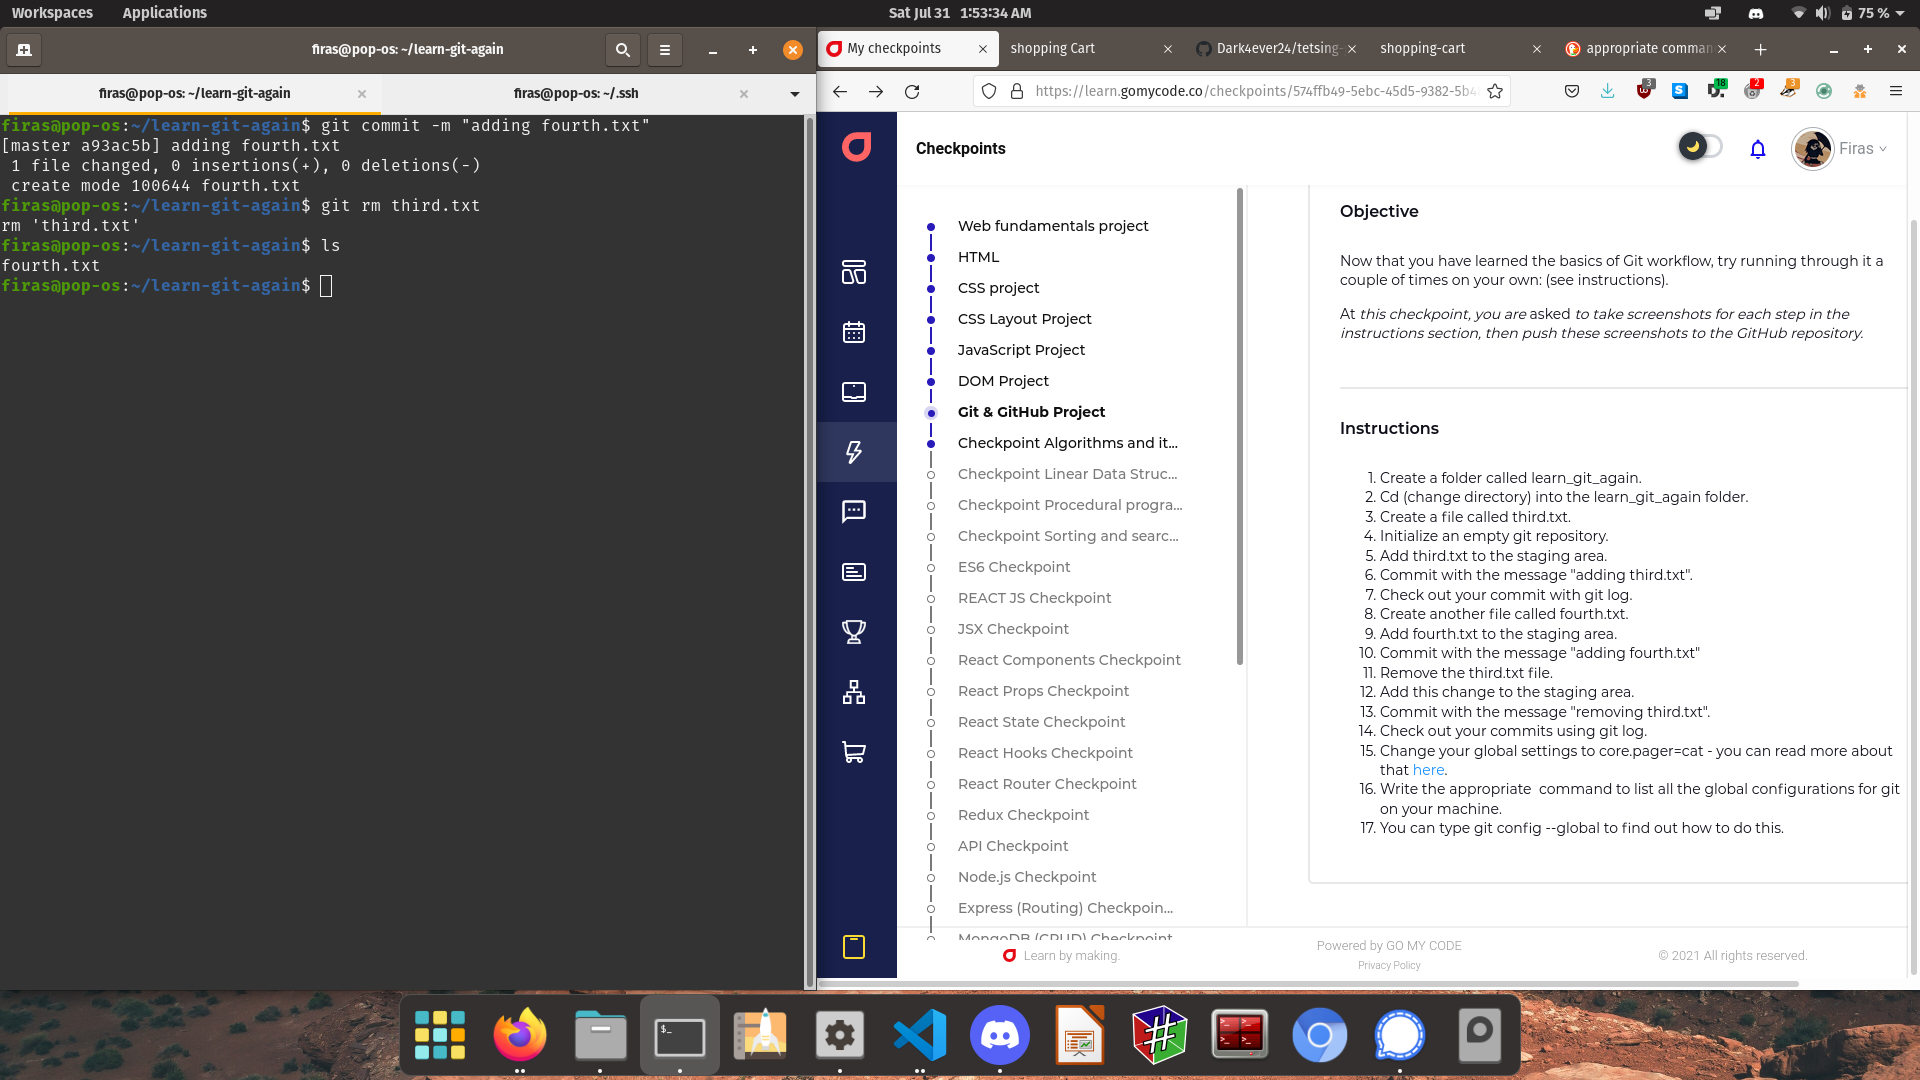 Workspaces Applications Sat Jul 31 1:53:34 AM 75 %
firas@pop-os: ~/learn-git-again
firas@pop-os: ~/learn-git-again firas@pop-os: ~/.ssh
firas@pop-os:~/learn-git-again$ git commit -m "adding fourth.txt"
[master a93ac5b] adding fourth.txt
1 file changed, 0 insertions(+), 0 deletions(-)
create mode 100644 fourth.txt
firas@pop-os:~/learn-git-again$ git rm third.txt
rm 'third.txt'
firas@pop-os:~/learn-git-again$ ls
fourth.txt
firas@pop-os:~/learn-git-again$
My checkpoints shopping Cart Dark4ever24/tetsing- shopping-cart appropriate comman
https://learn.gomycode.co/checkpoints/574ffb49-5ebc-45d5-9382-5b4
3 18 2 3
Checkpoints
Firas
Web fundamentals project
HTML
CSS project
CSS Layout Project
JavaScript Project
DOM Project
Git & GitHub Project
Checkpoint Algorithms and it...
Checkpoint Linear Data Struc...
Checkpoint Procedural progra...
Checkpoint Sorting and searc...
ES6 Checkpoint
REACT JS Checkpoint
JSX Checkpoint
React Components Checkpoint
React Props Checkpoint
React State Checkpoint
React Hooks Checkpoint
React Router Checkpoint
Redux Checkpoint
API Checkpoint
Node.js Checkpoint
Express (Routing) Checkpoin...
MongoDB (CRUD) Checkpoint
Objective
Now that you have learned the basics of Git workflow, try running through it a
couple of times on your own: (see instructions).
At this checkpoint, you are asked to take screenshots for each step in the
instructions section, then push these screenshots to the GitHub repository.
Instructions
1. Create a folder called learn_git_again.
2. Cd (change directory) into the learn_git_again folder.
3. Create a file called third.txt.
4. Initialize an empty git repository.
5. Add third.txt to the staging area.
6. Commit with the message "adding third.txt".
7. Check out your commit with git log.
8. Create another file called fourth.txt.
9. Add fourth.txt to the staging area.
10. Commit with the message "adding fourth.txt"
11. Remove the third.txt file.
12. Add this change to the staging area.
13. Commit with the message "removing third.txt".
14. Check out your commits using git log.
15. Change your global settings to core.pager=cat - you can read more about
that here.
16. Write the appropriate  command to list all the global configurations for git
on your machine.
17. You can type git config --global to find out how to do this.
Learn by making.
Powered by GO MY CODE
Privacy Policy
© 2021 All rights reserved.